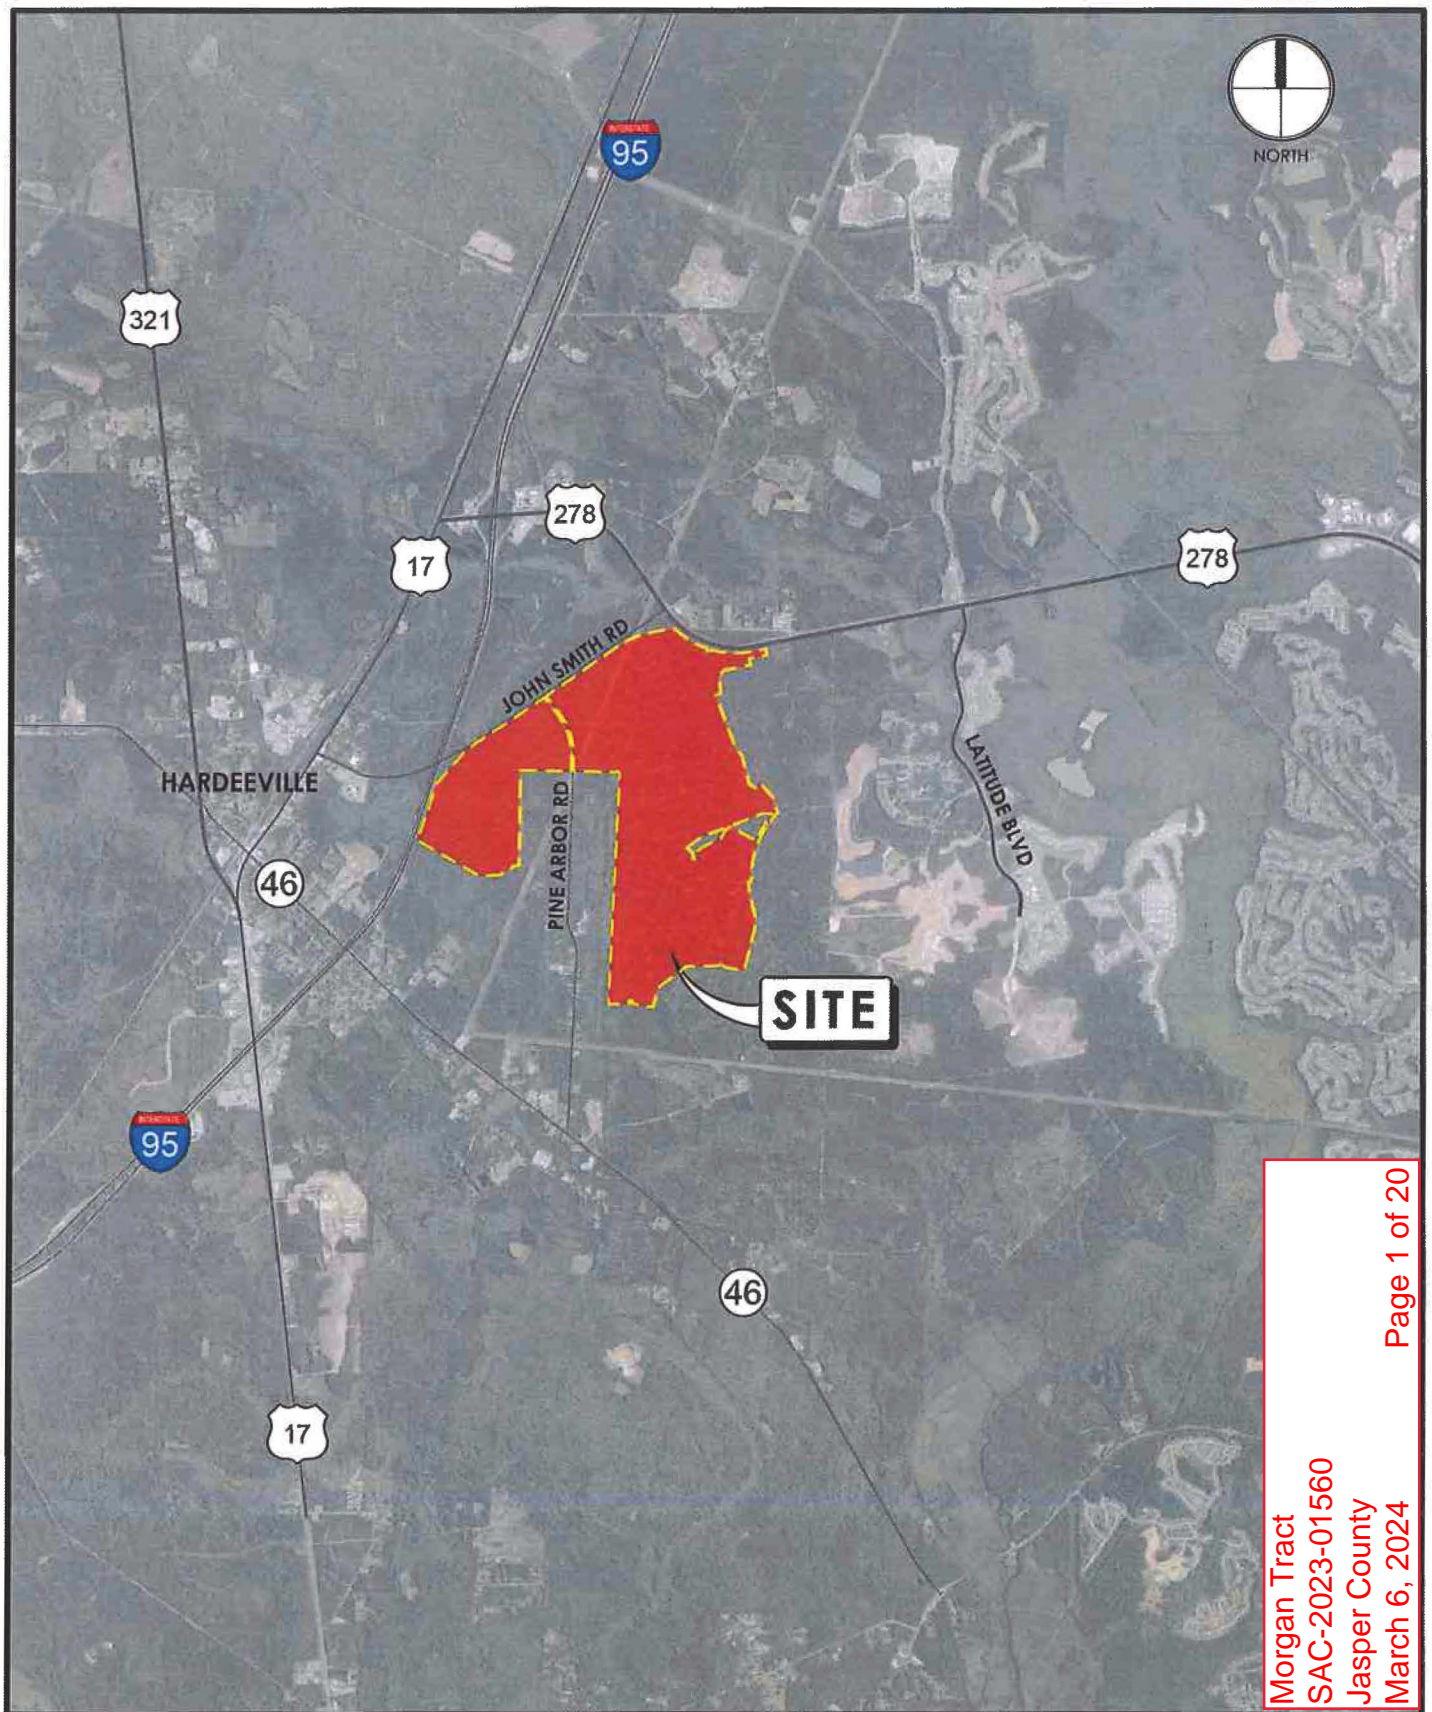 INTERSTATE
95
NORTH
321
278
17
278
JOHN SMITH RD
LATITUDE BLVD
HARDEEVILLE
PINE ARBOR RD
46
SITE
INTERSTATE
95
46
17
Morgan Tract
SAC-2023-01560
Jasper County
March 6, 2024 Page 1 of 20